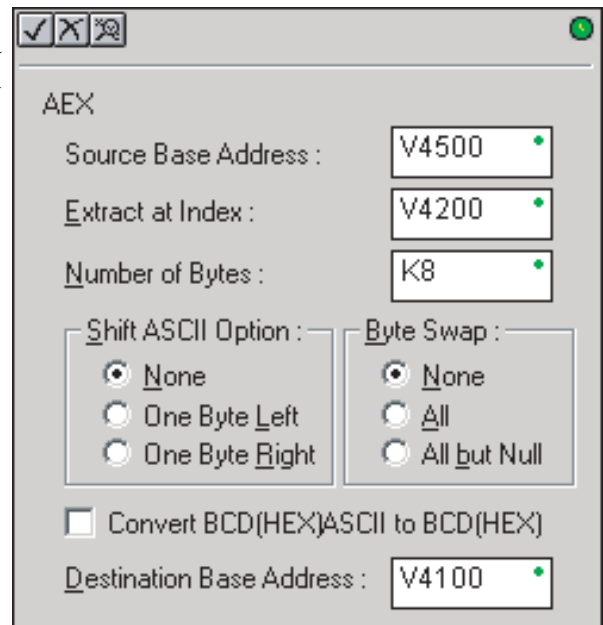 AEX
Source Base Address : V4500
Extract at Index : V4200
Number of Bytes : K8
Shift ASCII Option : Byte Swap :
None None
One Byte Left All
One Byte Right All but Null
Convert BCD(HEX)ASCII to BCD(HEX)
Destination Base Address : V4100